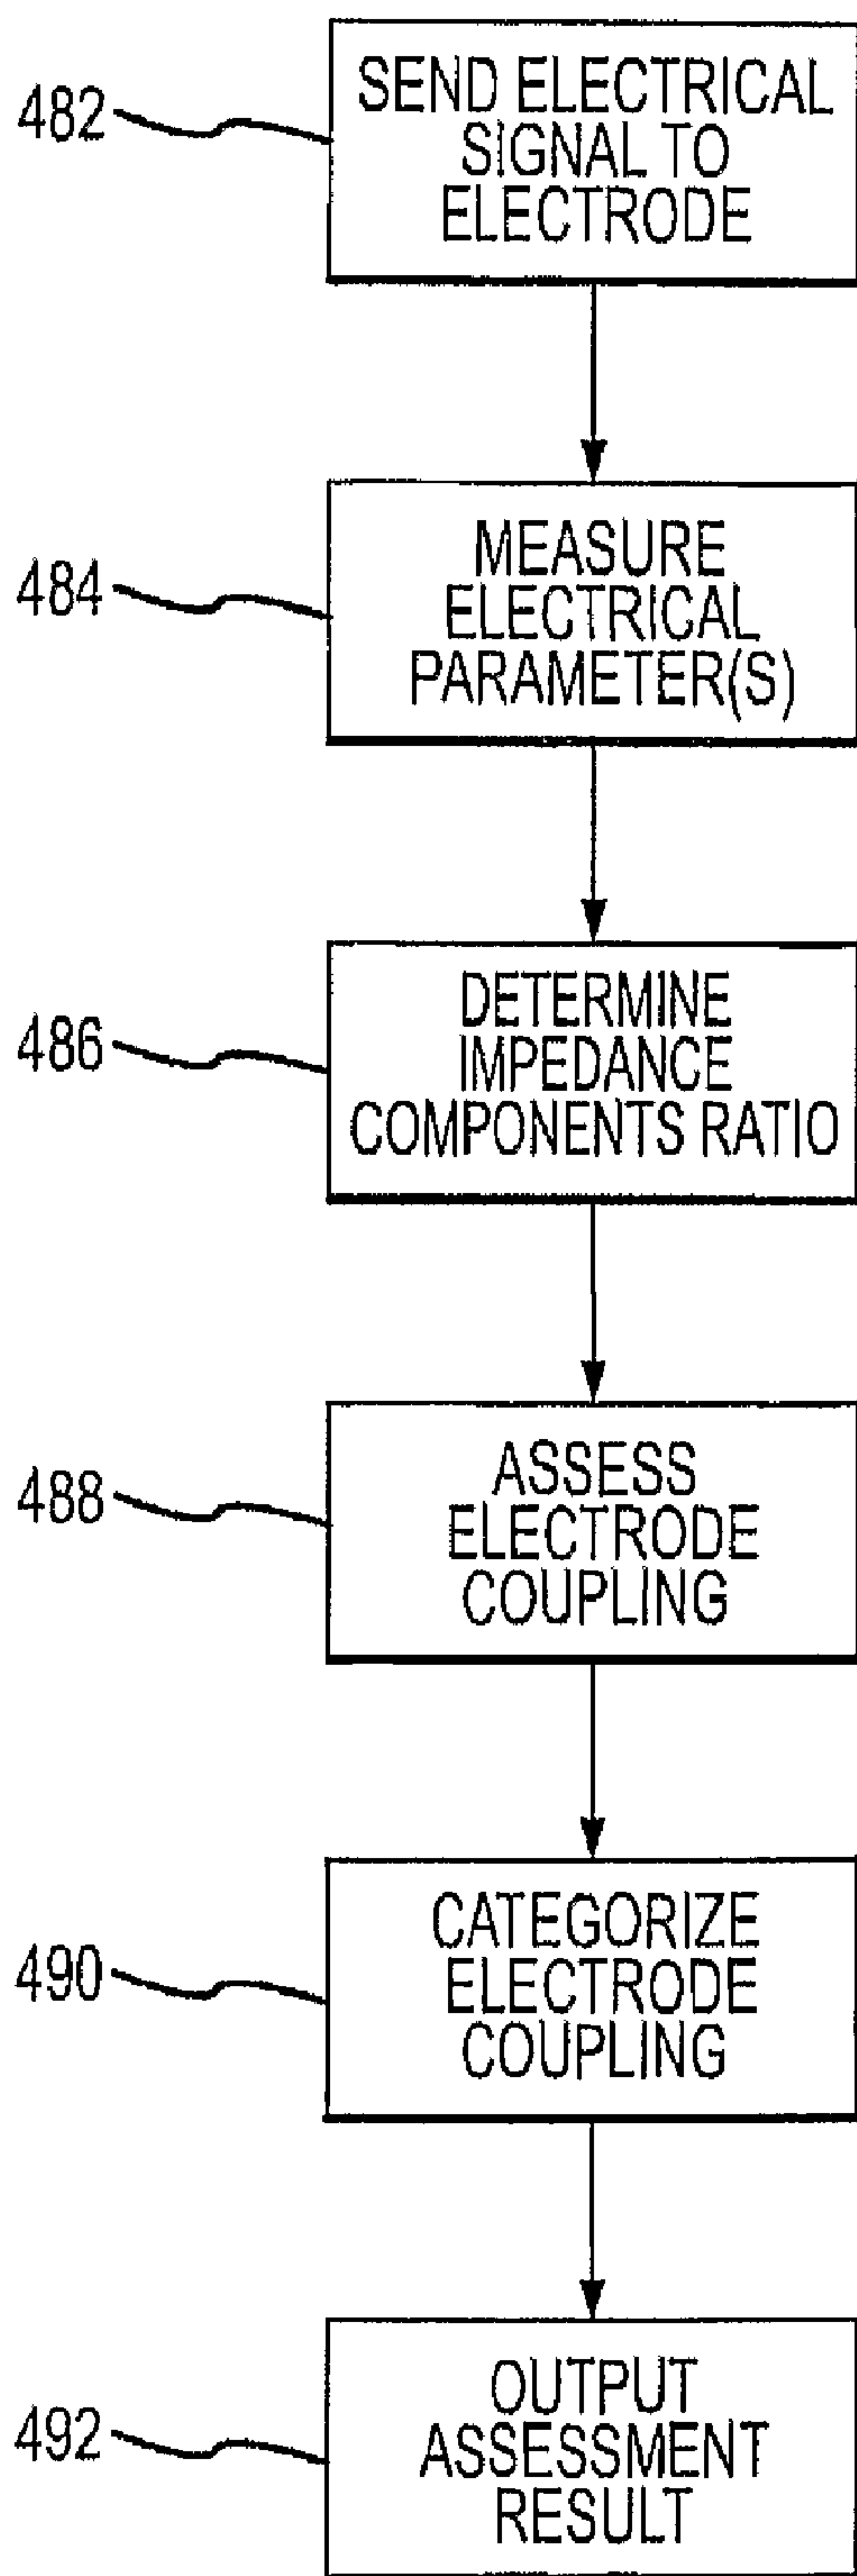 482
SEND ELECTRICAL
SIGNAL TO
ELECTRODE
484
MEASURE
ELECTRICAL
PARAMETER(S)
486
DETERMINE
IMPEDANCE
COMPONENTS RATIO
488
ASSESS
ELECTRODE
COUPLING
490
CATEGORIZE
ELECTRODE
COUPLING
492
OUTPUT
ASSESSMENT
RESULT